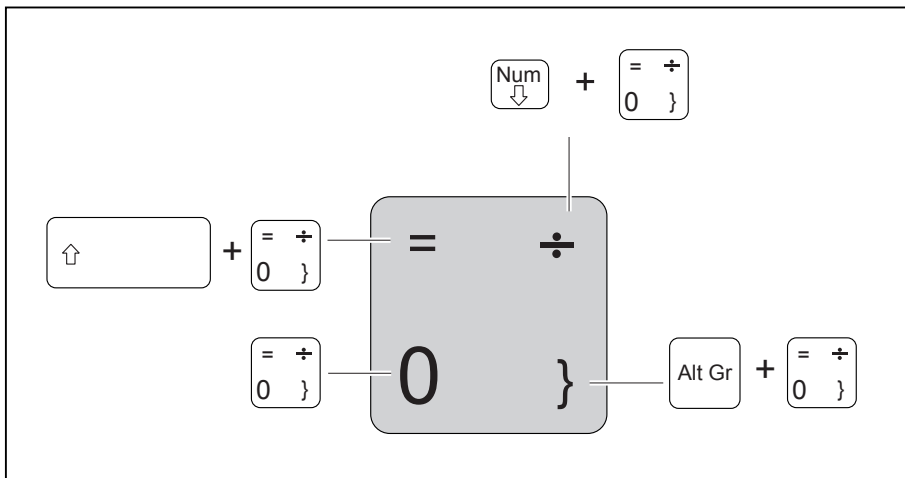 Num + = ÷
⇩ 0 }
⇧ + = ÷
0 }
= ÷
= ÷
0 }
0 }
Alt Gr + = ÷
0 }